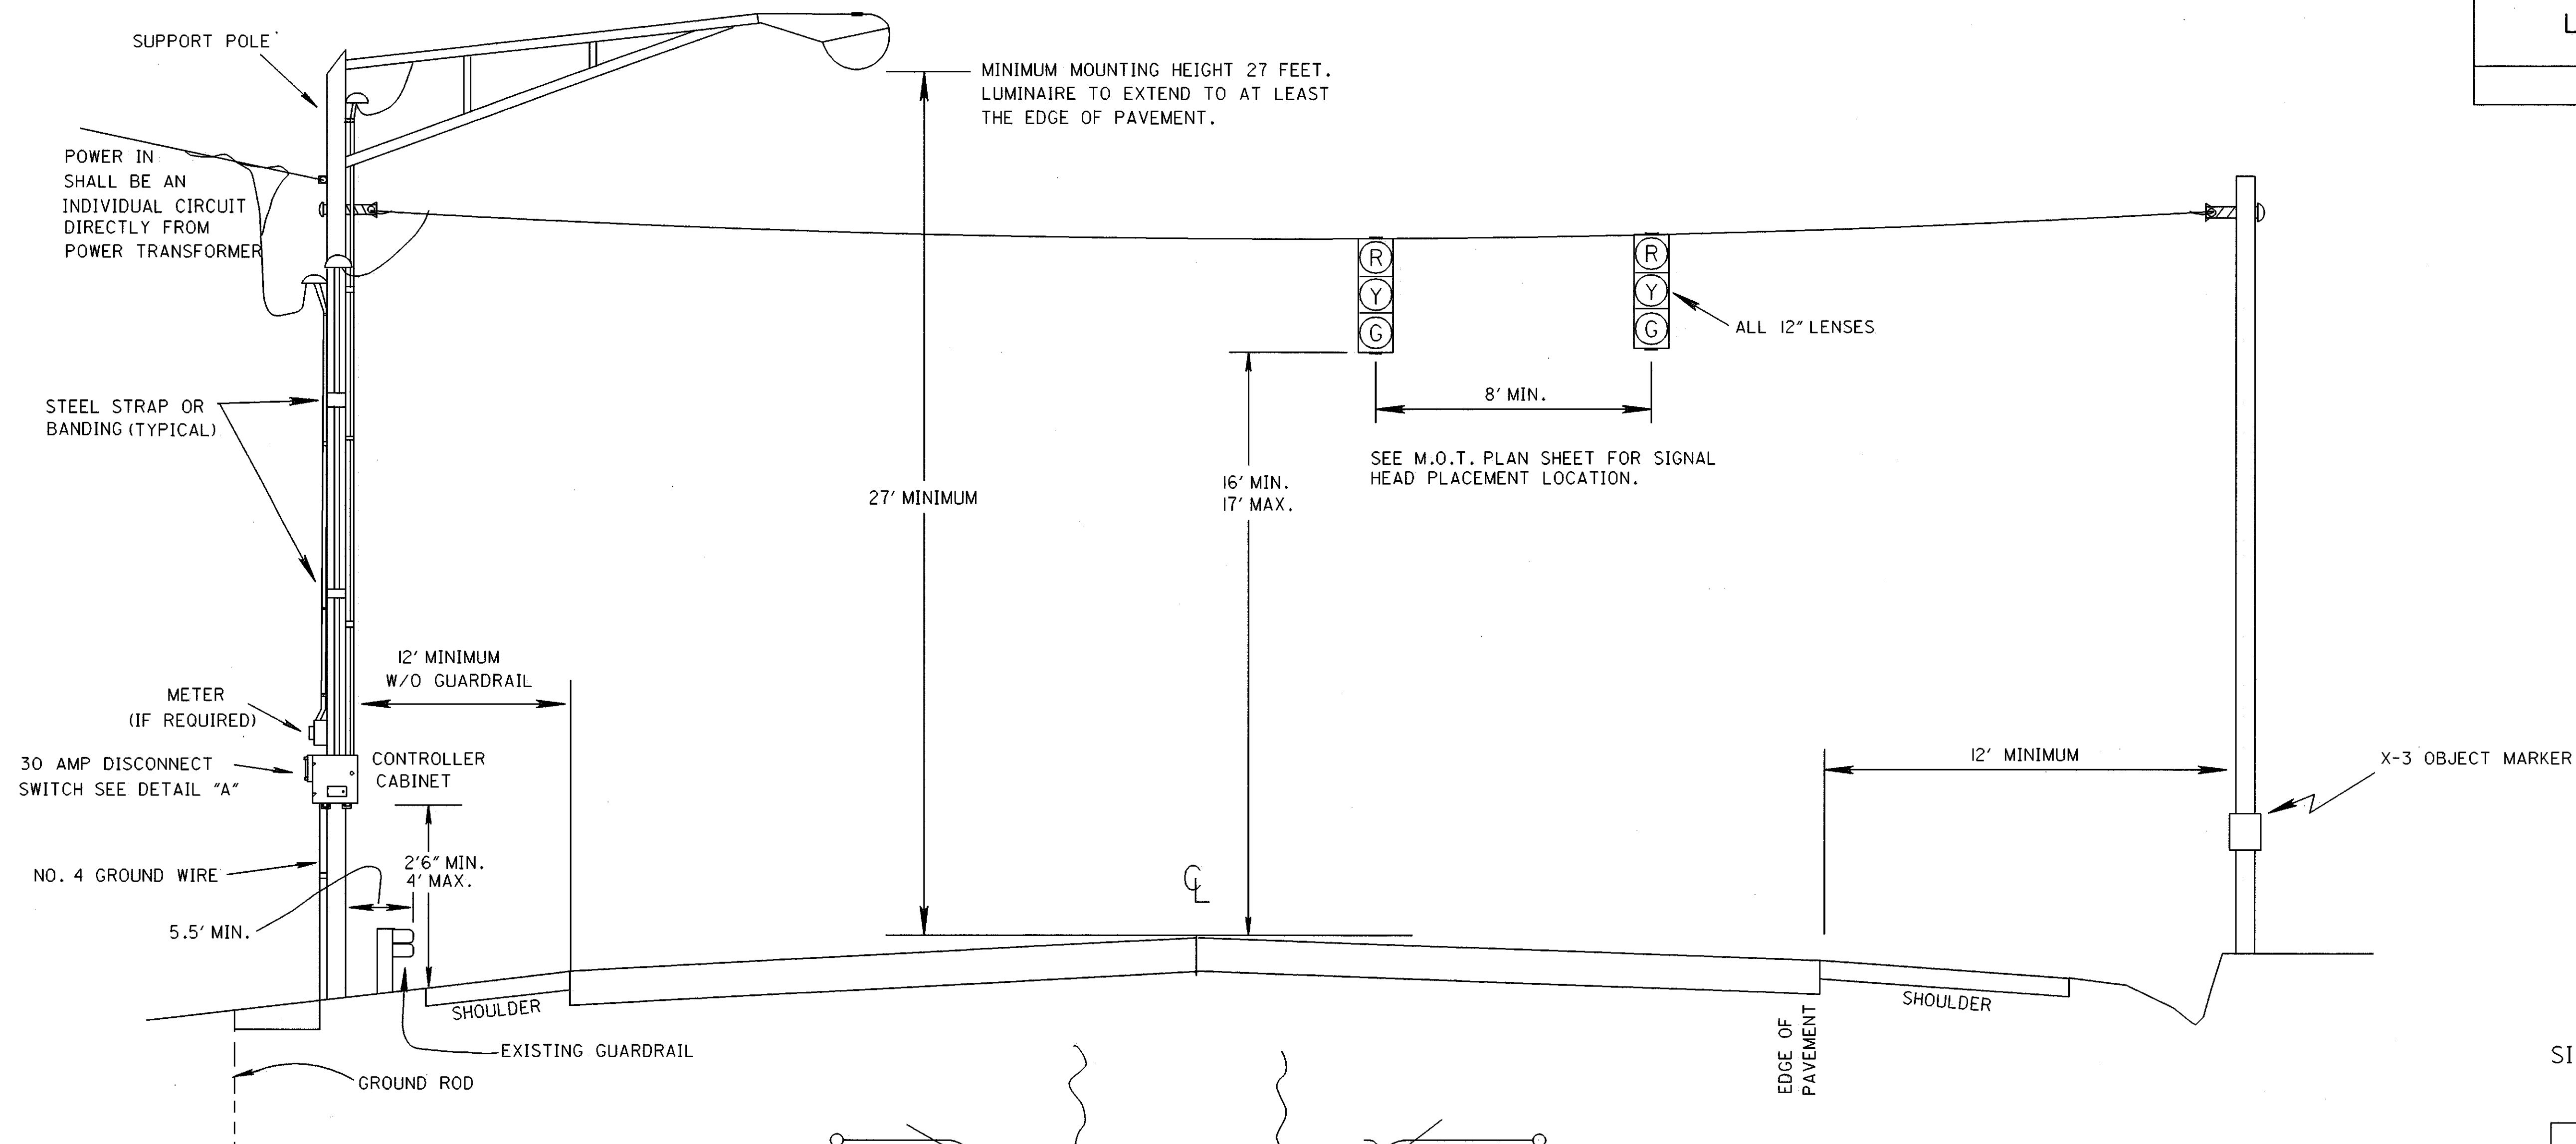 SUPPORT POLE
MINIMUM MOUNTING HEIGHT 27 FEET.
LUMINAIRE TO EXTEND TO AT LEAST
THE EDGE OF PAVEMENT.
POWER IN
SHALL BE AN
INDIVIDUAL CIRCUIT
DIRECTLY FROM
POWER TRANSFORMER
R
Y
G
R
Y
G
ALL 12" LENSES
8' MIN.
SEE M.O.T. PLAN SHEET FOR SIGNAL
HEAD PLACEMENT LOCATION.
STEEL STRAP OR
BANDING (TYPICAL)
27' MINIMUM
16' MIN.
17' MAX.
12' MINIMUM
W/O GUARDRAIL
METER
(IF REQUIRED)
30 AMP DISCONNECT
SWITCH SEE DETAIL "A"
CONTROLLER
CABINET
12' MINIMUM
X-3 OBJECT MARKER
NO. 4 GROUND WIRE
2'6" MIN.
4' MAX.
5.5' MIN.
CL
SHOULDER
SHOULDER
EDGE OF
PAVEMENT
EXISTING GUARDRAIL
GROUND ROD
SI